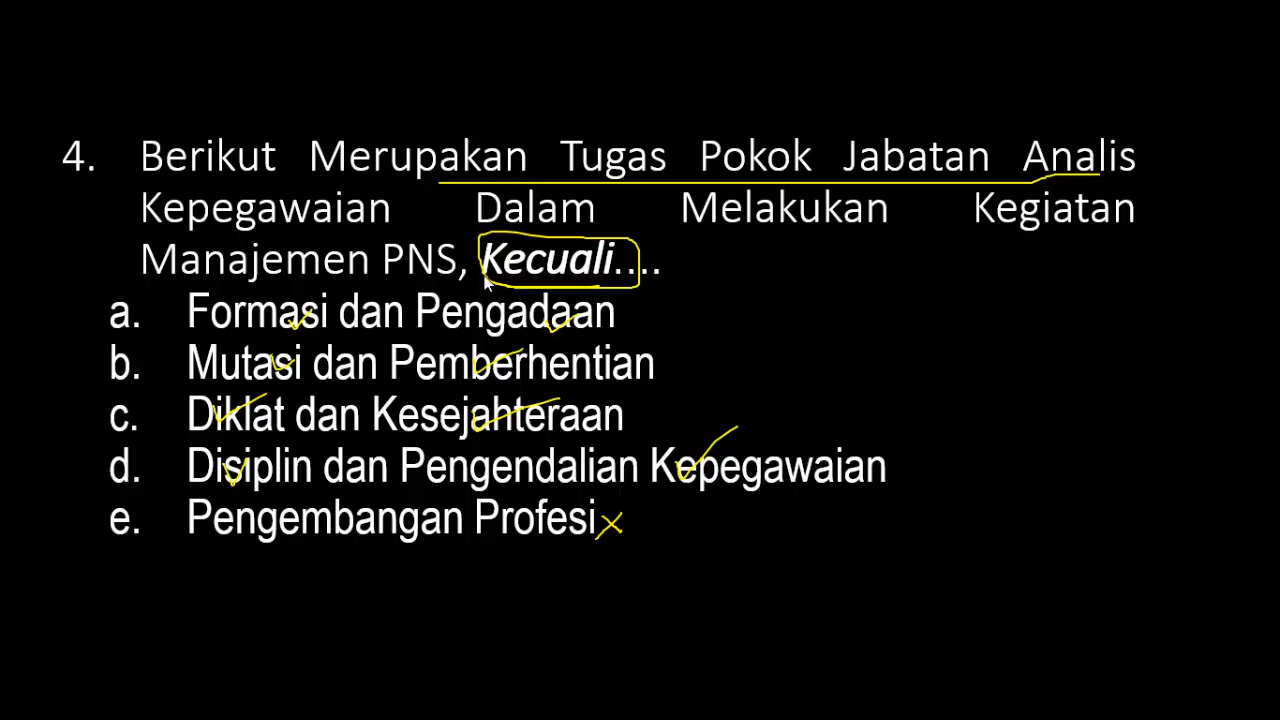 4. Berikut Merupakan Tugas Pokok Jabatan Analis
Kepegawaian Dalam Melakukan Kegiatan
Manajemen PNS, Kecuali....
a. Formasi dan Pengadaan
b. Mutasi dan Pemberhentian
c. Diklat dan Kesejahteraan
d. Disiplin dan Pengendalian Kepegawaian
e. Pengembangan Profesi